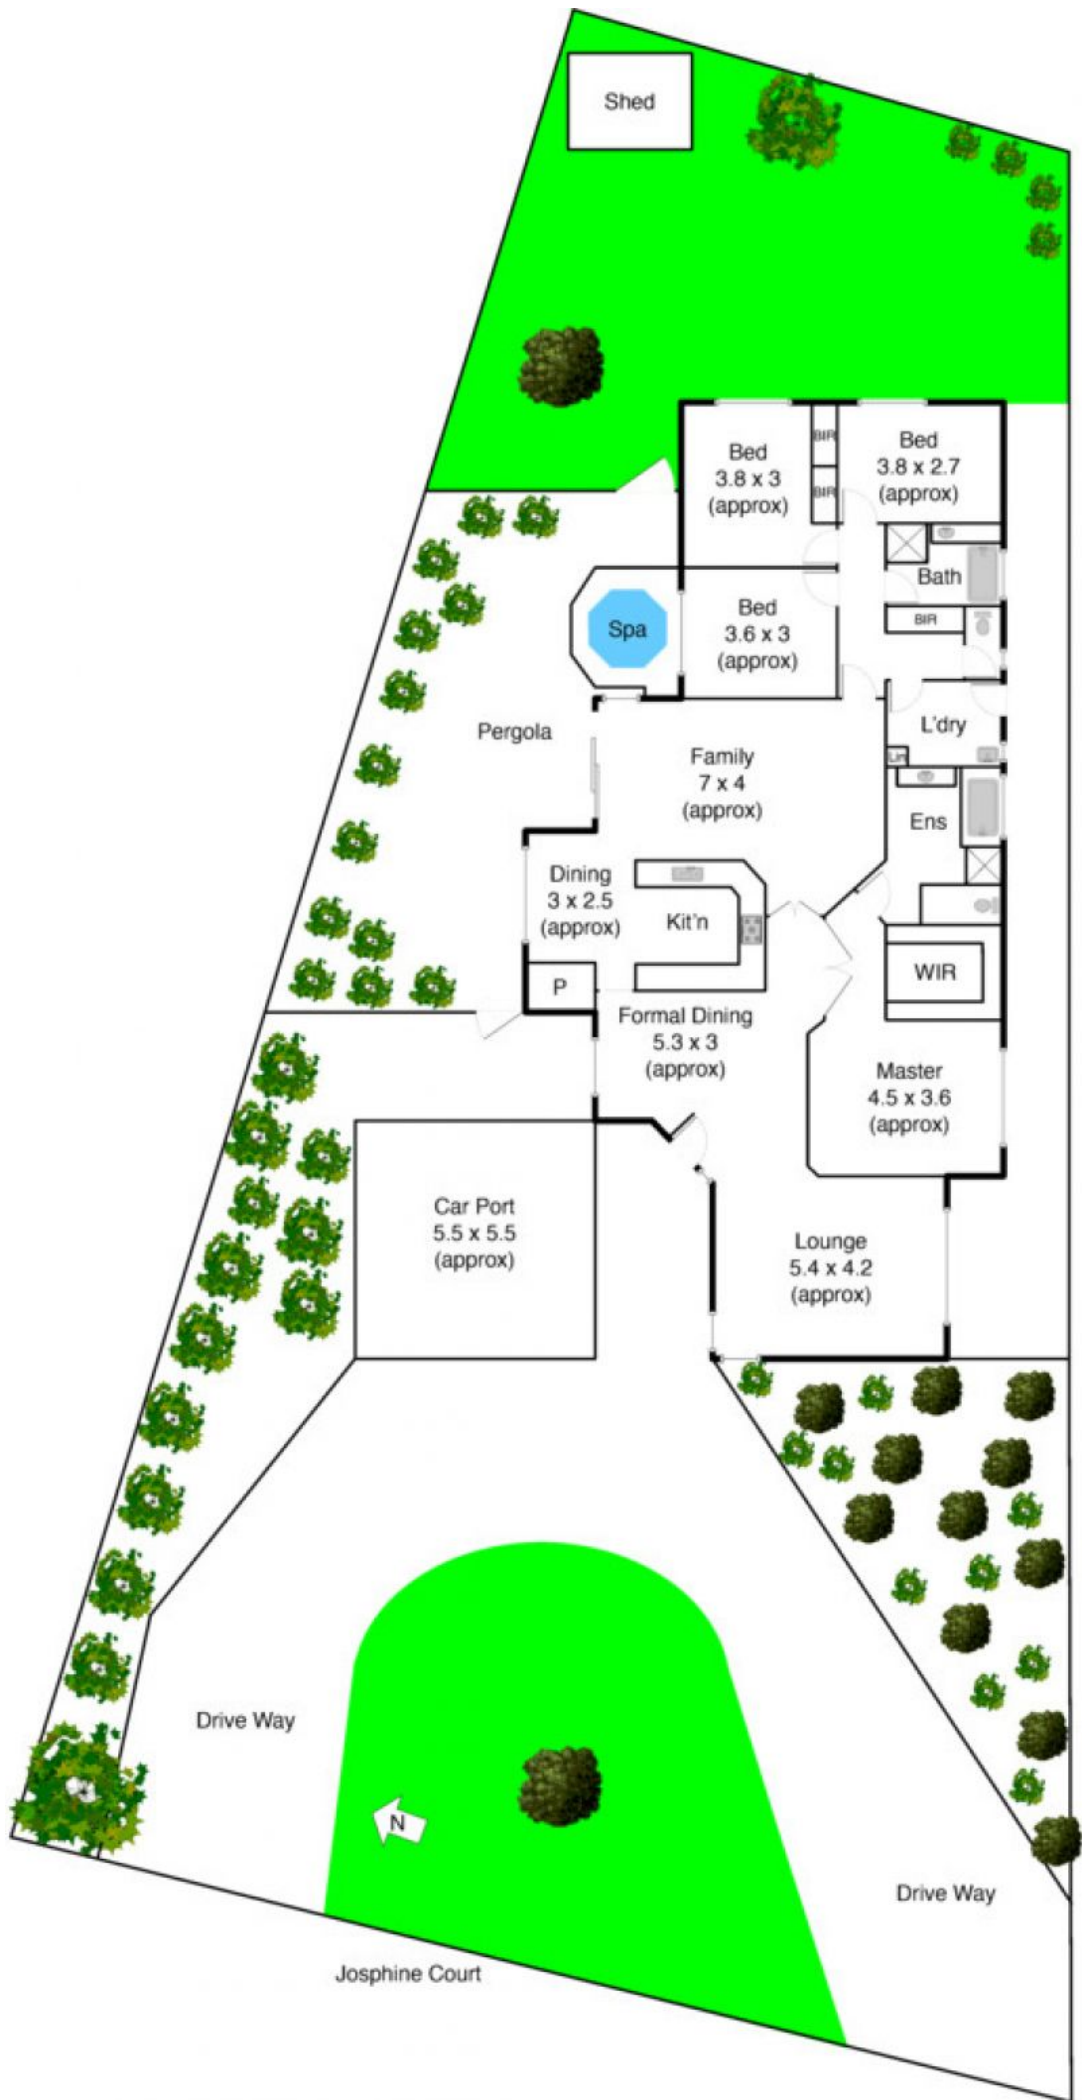 Shed
BIR
Bed
3.8 x 3
(approx)
BIR
Bed
3.8 x 2.7
(approx)
Bath
BIR
Spa
Bed
3.6 x 3
(approx)
Pergola
L'dry
Lin
Family
7 x 4
(approx)
Ens
Dining
3 x 2.5
(approx)
Kit'n
P
WIR
Formal Dining
5.3 x 3
(approx)
Master
4.5 x 3.6
(approx)
Car Port
5.5 x 5.5
(approx)
Lounge
5.4 x 4.2
(approx)
Drive Way
N
Drive Way
Josphine Court